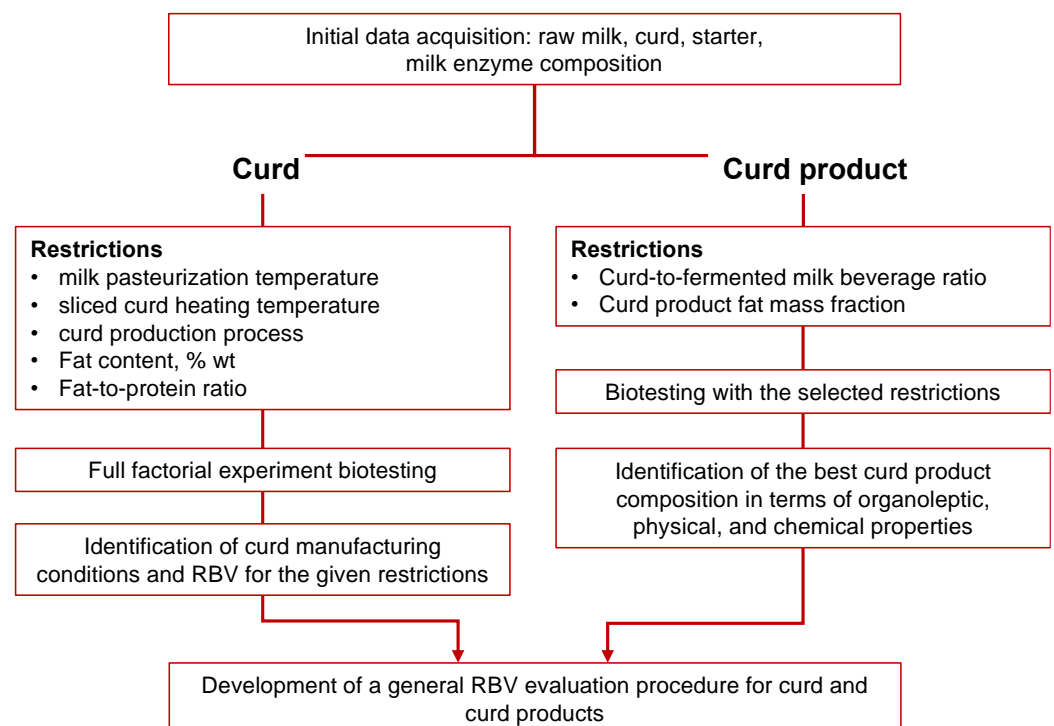 Initial data acquisition: raw milk, curd, starter,
milk enzyme composition
Curd
Restrictions
• milk pasteurization temperature
• sliced curd heating temperature
• curd production process
• Fat content, % wt
• Fat-to-protein ratio
Full factorial experiment biotesting
Identification of curd manufacturing
conditions and RBV for the given restrictions
Curd product
Restrictions
• Curd-to-fermented milk beverage ratio
• Curd product fat mass fraction
Biotesting with the selected restrictions
Identification of the best curd product
composition in terms of organoleptic,
physical, and chemical properties
Development of a general RBV evaluation procedure for curd and
curd products